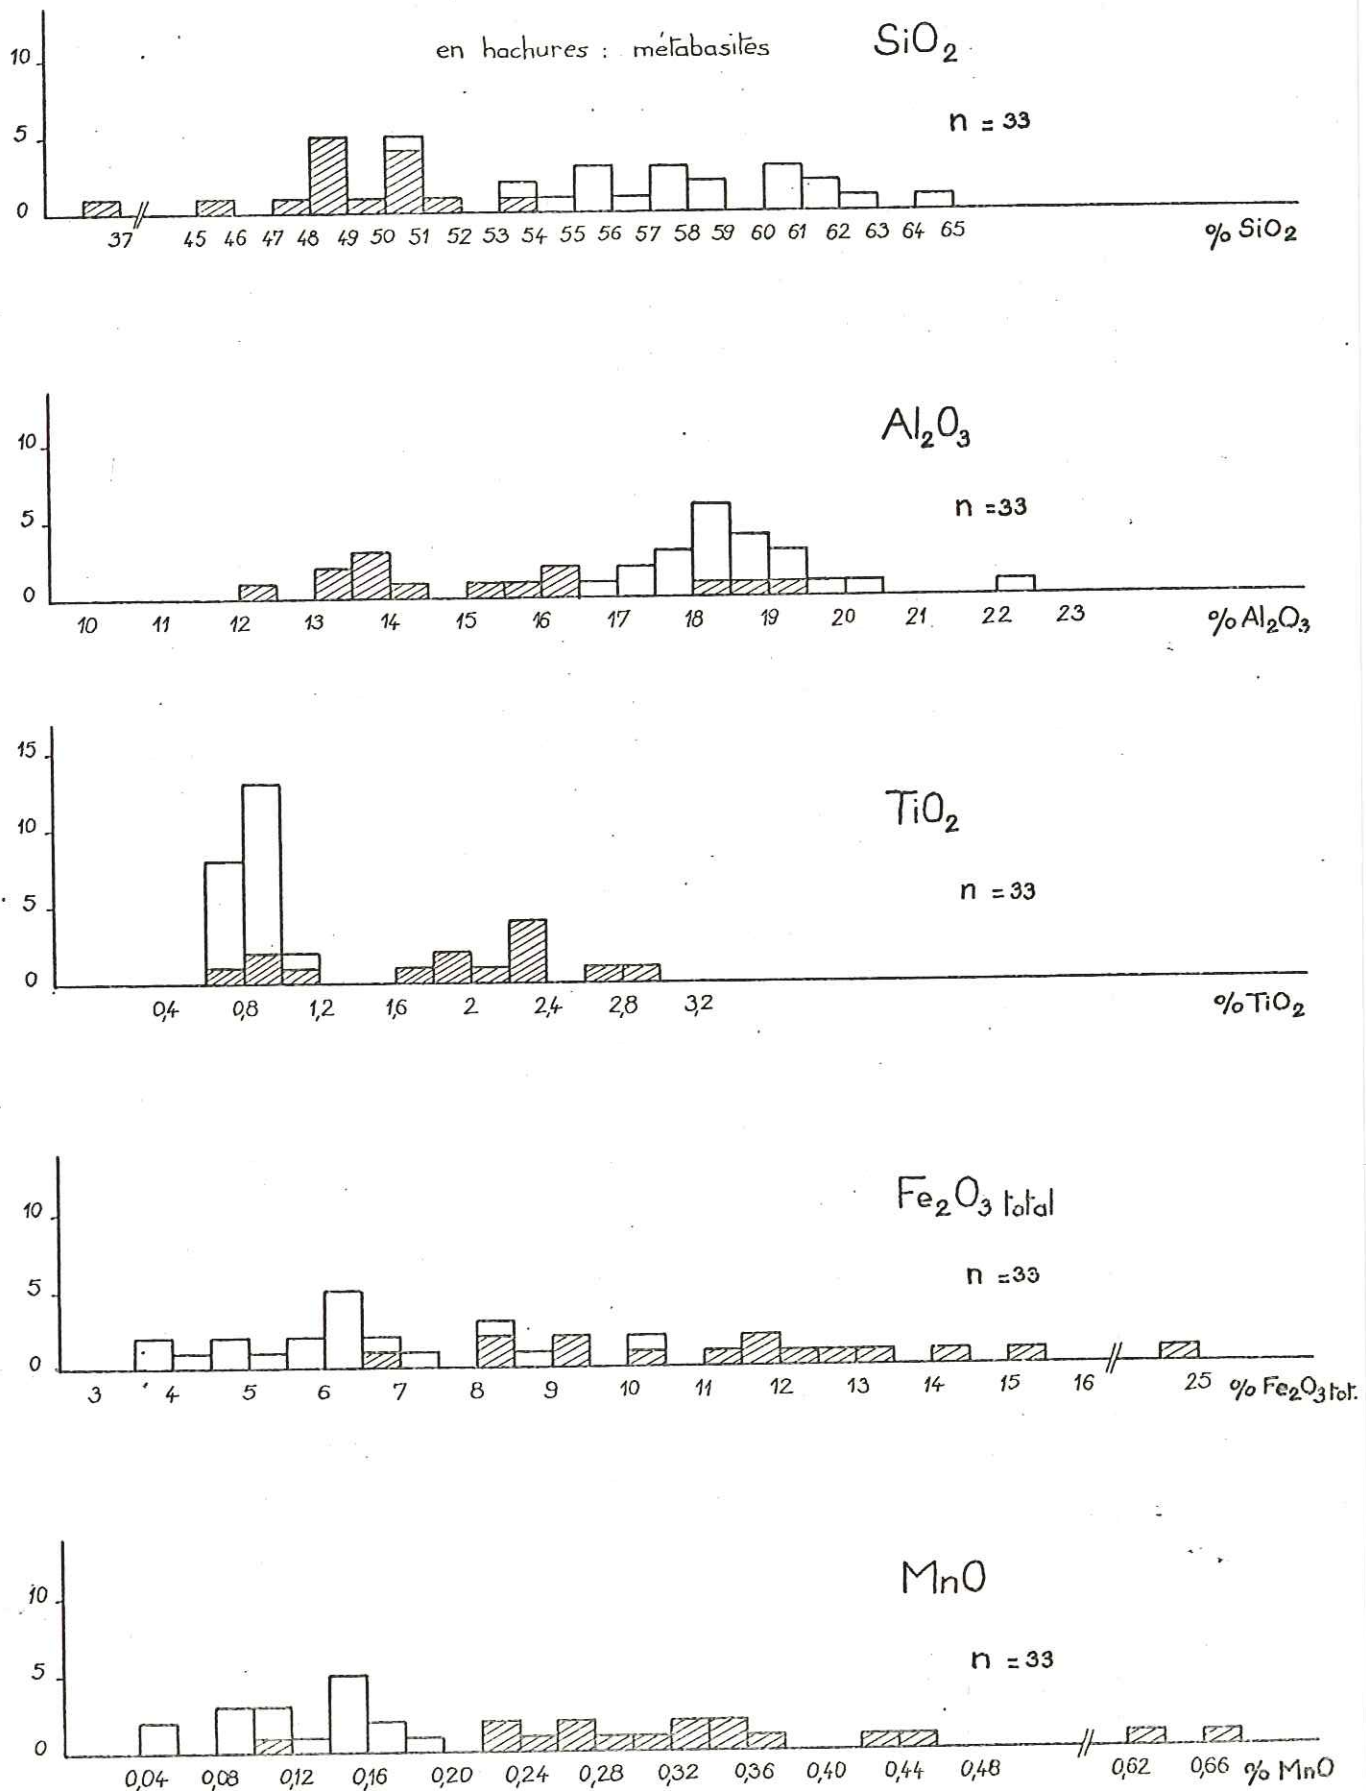 en hachures : métabasites
SiO2
n = 33
10
5
0
37 45 46 47 48 49 50 51 52 53 54 55 56 57 58 59 60 61 62 63 64 65 % SiO2
Al2O3
n = 33
10
5
0
10 11 12 13 14 15 16 17 18 19 20 21 22 23 % Al2O3
TiO2
n = 33
15
10
5
0
0,4 0,8 1,2 1,6 2 2,4 2,8 3,2 % TiO2
Fe2O3 total
n = 33
10
5
0
3 4 5 6 7 8 9 10 11 12 13 14 15 16 25 % Fe2O3 tot.
MnO
n = 33
10
5
0
0,04 0,08 0,12 0,16 0,20 0,24 0,28 0,32 0,36 0,40 0,44 0,48 0,62 0,66 % MnO